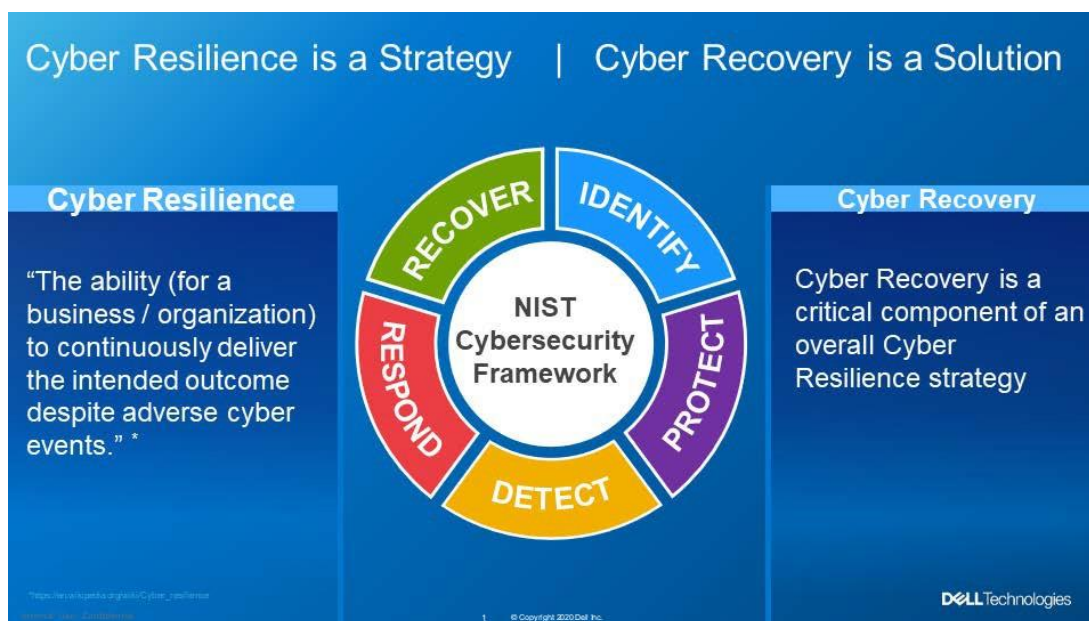 Cyber Resilience is a Strategy | Cyber Recovery is a Solution
Cyber Resilience
“The ability (for a
business / organization)
to continuously deliver
the intended outcome
despite adverse cyber
events.” *
RECOVER
IDENTIFY
PROTECT
DETECT
RESPOND
NIST
Cybersecurity
Framework
Cyber Recovery
Cyber Recovery is a
critical component of an
overall Cyber
Resilience strategy
1
© Copyright 2020 Dell Inc.
DELLTechnologies